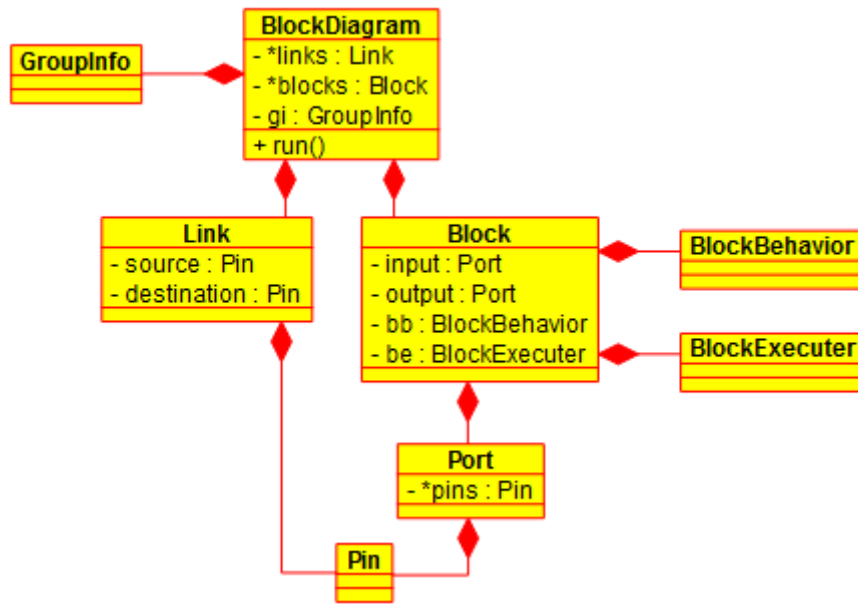 BlockDiagram
- *links : Link
- *blocks : Block
- gi : GroupInfo
+ run()
GroupInfo
Link
- source : Pin
- destination : Pin
Block
- input : Port
- output : Port
- bb : BlockBehavior
- be : BlockExecuter
BlockBehavior
BlockExecuter
Port
- *pins : Pin
Pin